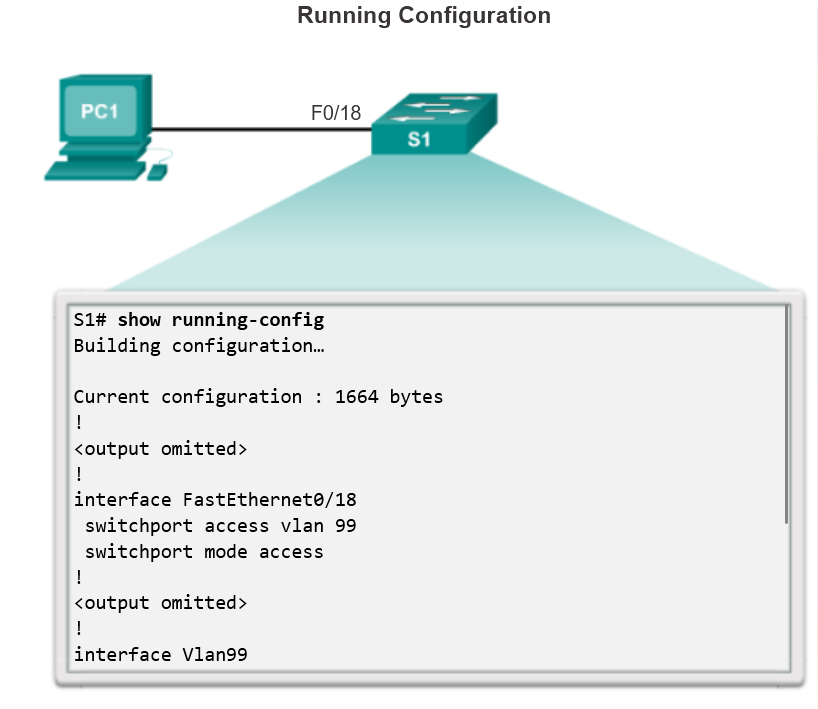 Running Configuration
PC1
F0/18
S1
S1# show running-config
Building configuration…
Current configuration : 1664 bytes
!
<output omitted>
!
interface FastEthernet0/18
switchport access vlan 99
switchport mode access
!
<output omitted>
!
interface Vlan99